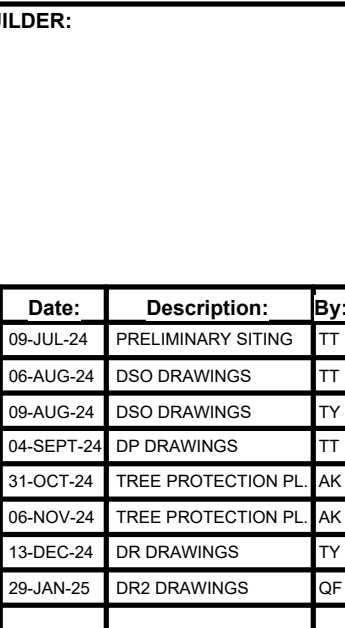 ILDER:
Date: Description: By:
09-JUL-24 PRELIMINARY SITING TT
06-AUG-24 DSO DRAWINGS TT
09-AUG-24 DSO DRAWINGS TY
04-SEPT-24 DP DRAWINGS TT
31-OCT-24 TREE PROTECTION PL. AK
06-NOV-24 TREE PROTECTION PL. AK
13-DEC-24 DR DRAWINGS TY
29-JAN-25 DR2 DRAWINGS QF